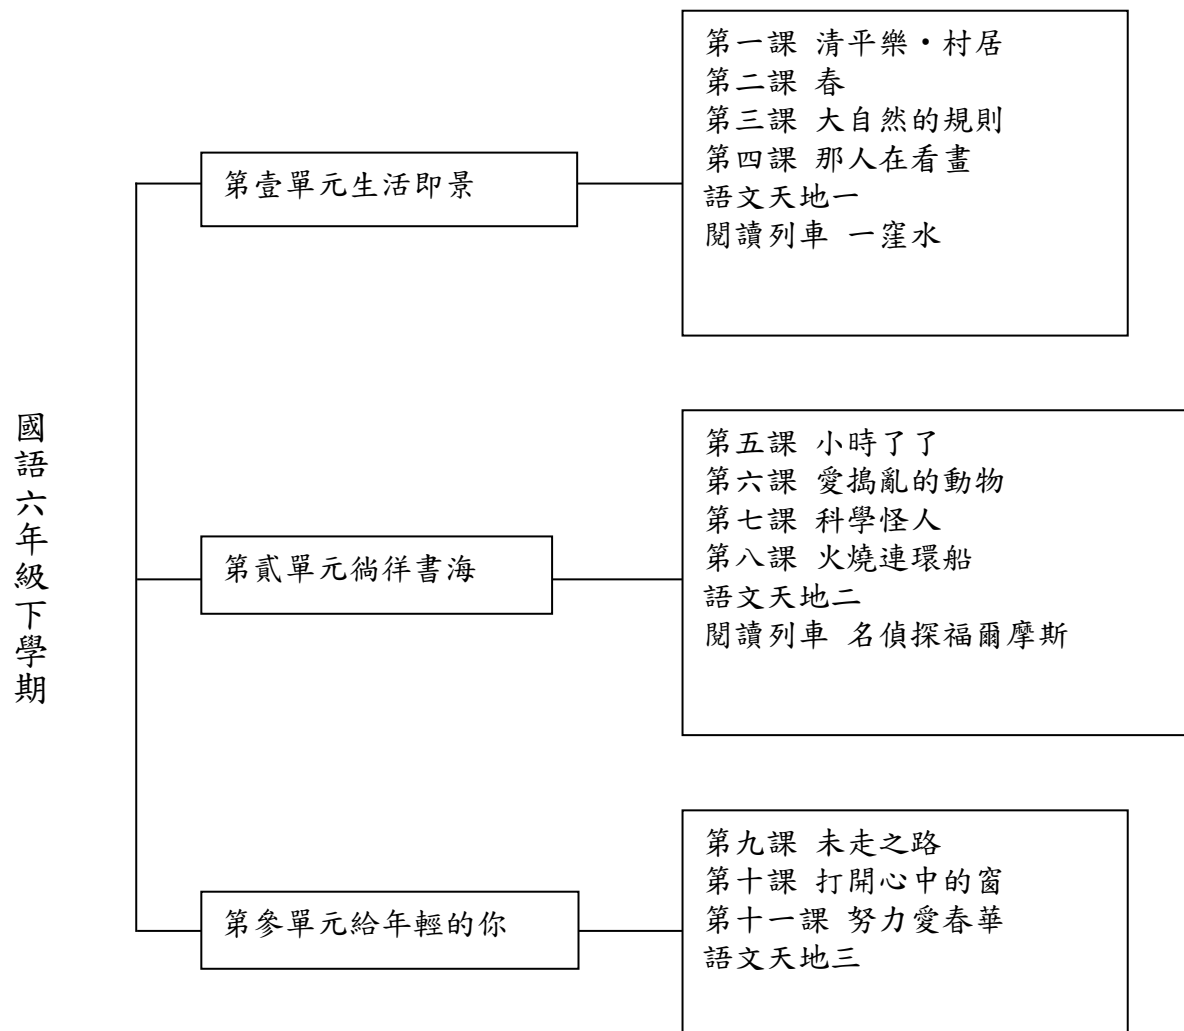 國語六年級下學期
第壹單元生活即景
第一課 清平樂・村居
第二課 春
第三課 大自然的規則
第四課 那人在看畫
語文天地一
閱讀列車 一窪水
第貳單元徜徉書海
第五課 小時了了
第六課 愛搗亂的動物
第七課 科學怪人
第八課 火燒連環船
語文天地二
閱讀列車 名偵探福爾摩斯
第參單元給年輕的你
第九課 未走之路
第十課 打開心中的窗
第十一課 努力愛春華
語文天地三